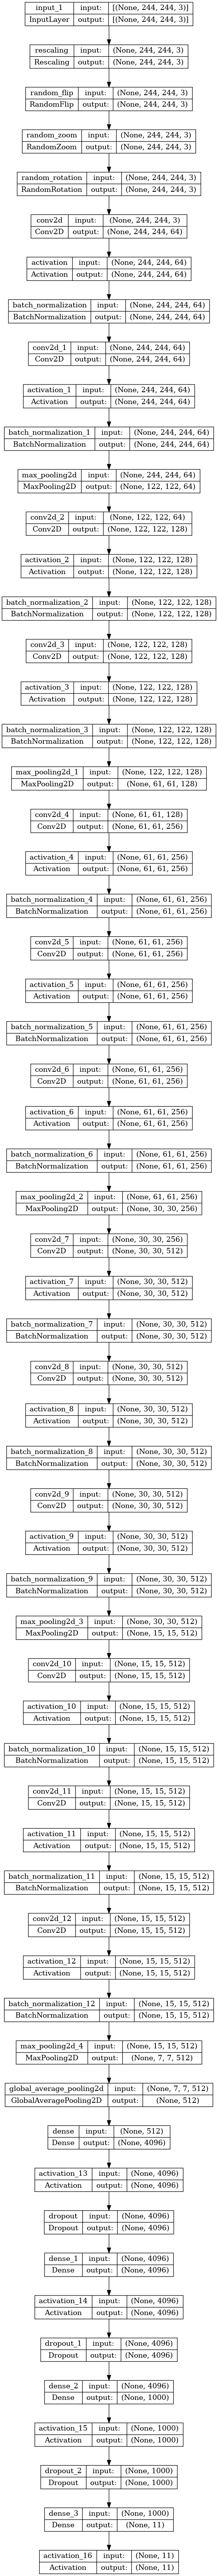 input_1 input: [(None, 244, 244, 3)]
InputLayer output: [(None, 244, 244, 3)]
rescaling input: (None, 244, 244, 3)
Rescaling output: (None, 244, 244, 3)
random_flip input: (None, 244, 244, 3)
RandomFlip output: (None, 244, 244, 3)
random_zoom input: (None, 244, 244, 3)
RandomZoom output: (None, 244, 244, 3)
random_rotation input: (None, 244, 244, 3)
RandomRotation output: (None, 244, 244, 3)
conv2d input: (None, 244, 244, 3)
Conv2D output: (None, 244, 244, 64)
activation input: (None, 244, 244, 64)
Activation output: (None, 244, 244, 64)
batch_normalization input: (None, 244, 244, 64)
BatchNormalization output: (None, 244, 244, 64)
conv2d_1 input: (None, 244, 244, 64)
Conv2D output: (None, 244, 244, 64)
activation_1 input: (None, 244, 244, 64)
Activation output: (None, 244, 244, 64)
batch_normalization_1 input: (None, 244, 244, 64)
BatchNormalization output: (None, 244, 244, 64)
max_pooling2d input: (None, 244, 244, 64)
MaxPooling2D output: (None, 122, 122, 64)
conv2d_2 input: (None, 122, 122, 64)
Conv2D output: (None, 122, 122, 128)
activation_2 input: (None, 122, 122, 128)
Activation output: (None, 122, 122, 128)
batch_normalization_2 input: (None, 122, 122, 128)
BatchNormalization output: (None, 122, 122, 128)
conv2d_3 input: (None, 122, 122, 128)
Conv2D output: (None, 122, 122, 128)
activation_3 input: (None, 122, 122, 128)
Activation output: (None, 122, 122, 128)
batch_normalization_3 input: (None, 122, 122, 128)
BatchNormalization output: (None, 122, 122, 128)
max_pooling2d_1 input: (None, 122, 122, 128)
MaxPooling2D output: (None, 61, 61, 128)
conv2d_4 input: (None, 61, 61, 128)
Conv2D output: (None, 61, 61, 256)
activation_4 input: (None, 61, 61, 256)
Activation output: (None, 61, 61, 256)
batch_normalization_4 input: (None, 61, 61, 256)
BatchNormalization output: (None, 61, 61, 256)
conv2d_5 input: (None, 61, 61, 256)
Conv2D output: (None, 61, 61, 256)
activation_5 input: (None, 61, 61, 256)
Activation output: (None, 61, 61, 256)
batch_normalization_5 input: (None, 61, 61, 256)
BatchNormalization output: (None, 61, 61, 256)
conv2d_6 input: (None, 61, 61, 256)
Conv2D output: (None, 61, 61, 256)
activation_6 input: (None, 61, 61, 256)
Activation output: (None, 61, 61, 256)
batch_normalization_6 input: (None, 61, 61, 256)
BatchNormalization output: (None, 61, 61, 256)
max_pooling2d_2 input: (None, 61, 61, 256)
MaxPooling2D output: (None, 30, 30, 256)
conv2d_7 input: (None, 30, 30, 256)
Conv2D output: (None, 30, 30, 512)
activation_7 input: (None, 30, 30, 512)
Activation output: (None, 30, 30, 512)
batch_normalization_7 input: (None, 30, 30, 512)
BatchNormalization output: (None, 30, 30, 512)
conv2d_8 input: (None, 30, 30, 512)
Conv2D output: (None, 30, 30, 512)
activation_8 input: (None, 30, 30, 512)
Activation output: (None, 30, 30, 512)
batch_normalization_8 input: (None, 30, 30, 512)
BatchNormalization output: (None, 30, 30, 512)
conv2d_9 input: (None, 30, 30, 512)
Conv2D output: (None, 30, 30, 512)
activation_9 input: (None, 30, 30, 512)
Activation output: (None, 30, 30, 512)
batch_normalization_9 input: (None, 30, 30, 512)
BatchNormalization output: (None, 30, 30, 512)
max_pooling2d_3 input: (None, 30, 30, 512)
MaxPooling2D output: (None, 15, 15, 512)
conv2d_10 input: (None, 15, 15, 512)
Conv2D output: (None, 15, 15, 512)
activation_10 input: (None, 15, 15, 512)
Activation output: (None, 15, 15, 512)
batch_normalization_10 input: (None, 15, 15, 512)
BatchNormalization output: (None, 15, 15, 512)
conv2d_11 input: (None, 15, 15, 512)
Conv2D output: (None, 15, 15, 512)
activation_11 input: (None, 15, 15, 512)
Activation output: (None, 15, 15, 512)
batch_normalization_11 input: (None, 15, 15, 512)
BatchNormalization output: (None, 15, 15, 512)
conv2d_12 input: (None, 15, 15, 512)
Conv2D output: (None, 15, 15, 512)
activation_12 input: (None, 15, 15, 512)
Activation output: (None, 15, 15, 512)
batch_normalization_12 input: (None, 15, 15, 512)
BatchNormalization output: (None, 15, 15, 512)
max_pooling2d_4 input: (None, 15, 15, 512)
MaxPooling2D output: (None, 7, 7, 512)
global_average_pooling2d input: (None, 7, 7, 512)
GlobalAveragePooling2D output: (None, 512)
dense input: (None, 512)
Dense output: (None, 4096)
activation_13 input: (None, 4096)
Activation output: (None, 4096)
dropout input: (None, 4096)
Dropout output: (None, 4096)
dense_1 input: (None, 4096)
Dense output: (None, 4096)
activation_14 input: (None, 4096)
Activation output: (None, 4096)
dropout_1 input: (None, 4096)
Dropout output: (None, 4096)
dense_2 input: (None, 4096)
Dense output: (None, 1000)
activation_15 input: (None, 1000)
Activation output: (None, 1000)
dropout_2 input: (None, 1000)
Dropout output: (None, 1000)
dense_3 input: (None, 1000)
Dense output: (None, 11)
activation_16 input: (None, 11)
Activation output: (None, 11)